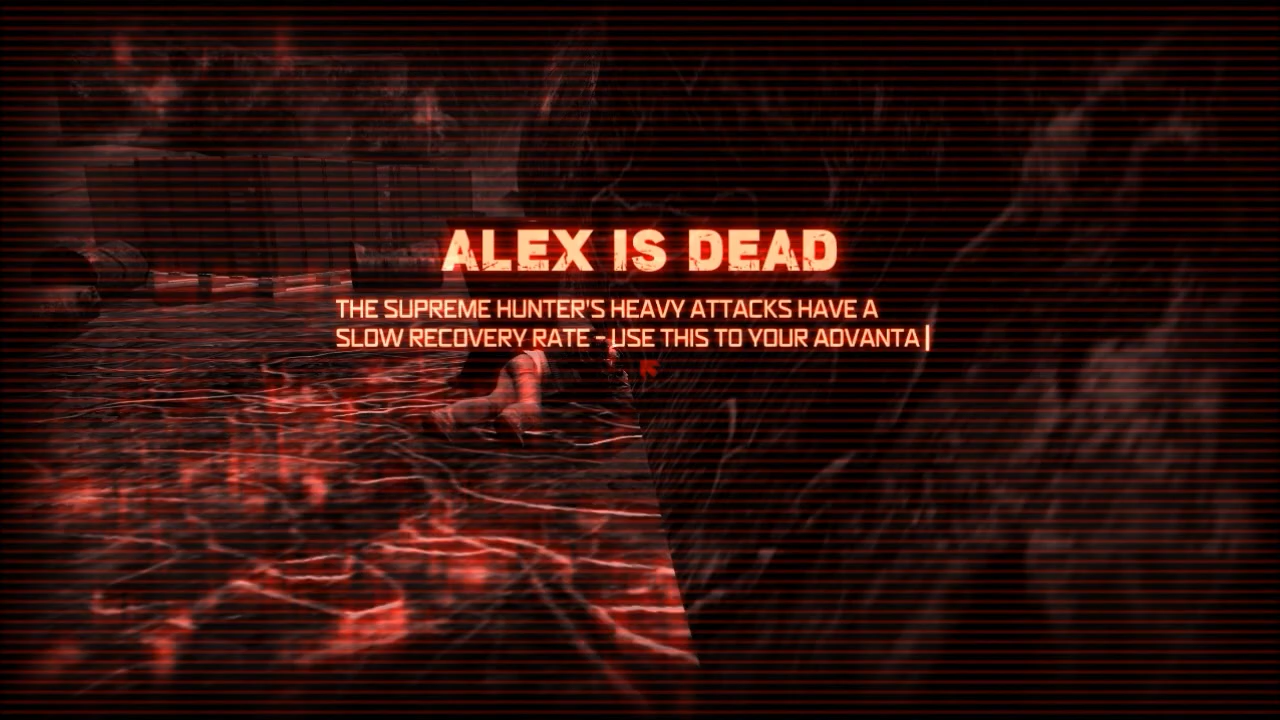 ALEX IS DEAD
THE SUPREME HUNTER'S HEAVY ATTACKS HAVE A
SLOW RECOVERY RATE - USE THIS TO YOUR ADVANTA